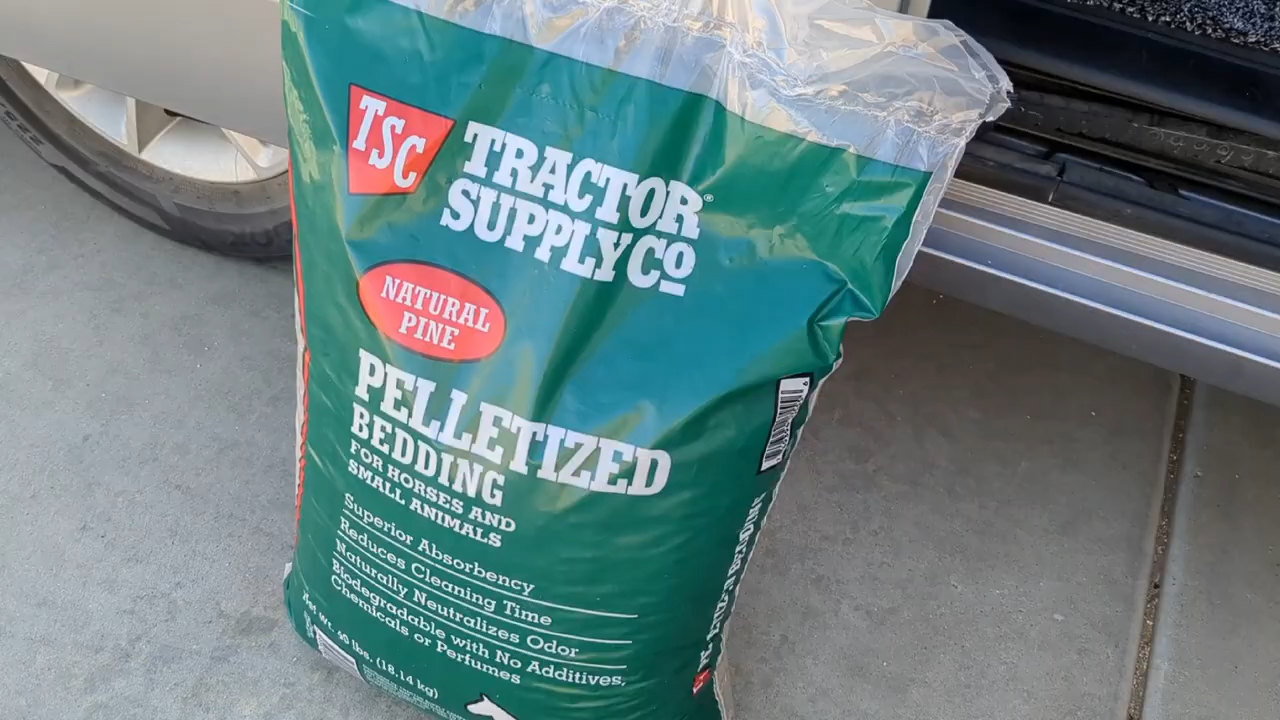 TSC
TRACTOR
SUPPLY CO
NATURAL
PINE
PELLETIZED
BEDDING
FOR HORSES AND
SMALL ANIMALS
Superior Absorbency
Reduces Cleaning Time
Naturally Neutralizes Odor
Biodegradable with No Additives,
Chemicals or Perfumes
Net wt. 40 lbs. (18.14 kg)